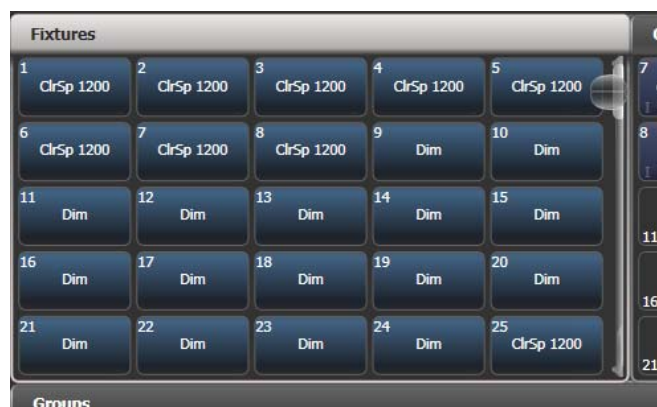 Fixtures
1 2 3 4 5 7
ClrSp 1200 ClrSp 1200 ClrSp 1200 ClrSp 1200 ClrSp 1200
I
6 7 8 9 10 8
ClrSp 1200 ClrSp 1200 ClrSp 1200 Dim Dim
I
11 12 13 14 15
Dim Dim Dim Dim Dim
11
16 17 18 19 20
Dim Dim Dim Dim Dim
16
21 22 23 24 25
Dim Dim Dim Dim ClrSp 1200
21
Groups